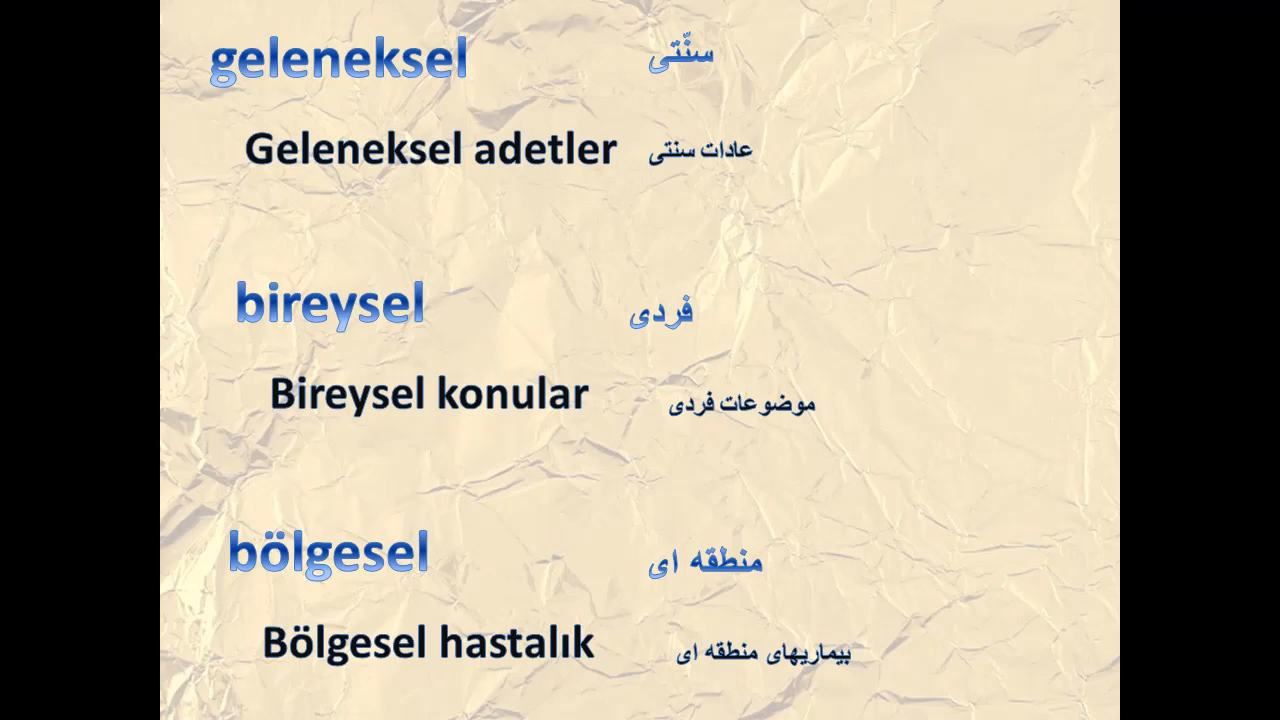 geleneksel سنّتی
Geleneksel adetler عادات سنتی
bireysel فردی
Bireysel konular موضوعات فردی
bölgesel منطقه ای
Bölgesel hastalık بیماریهای منطقه ای